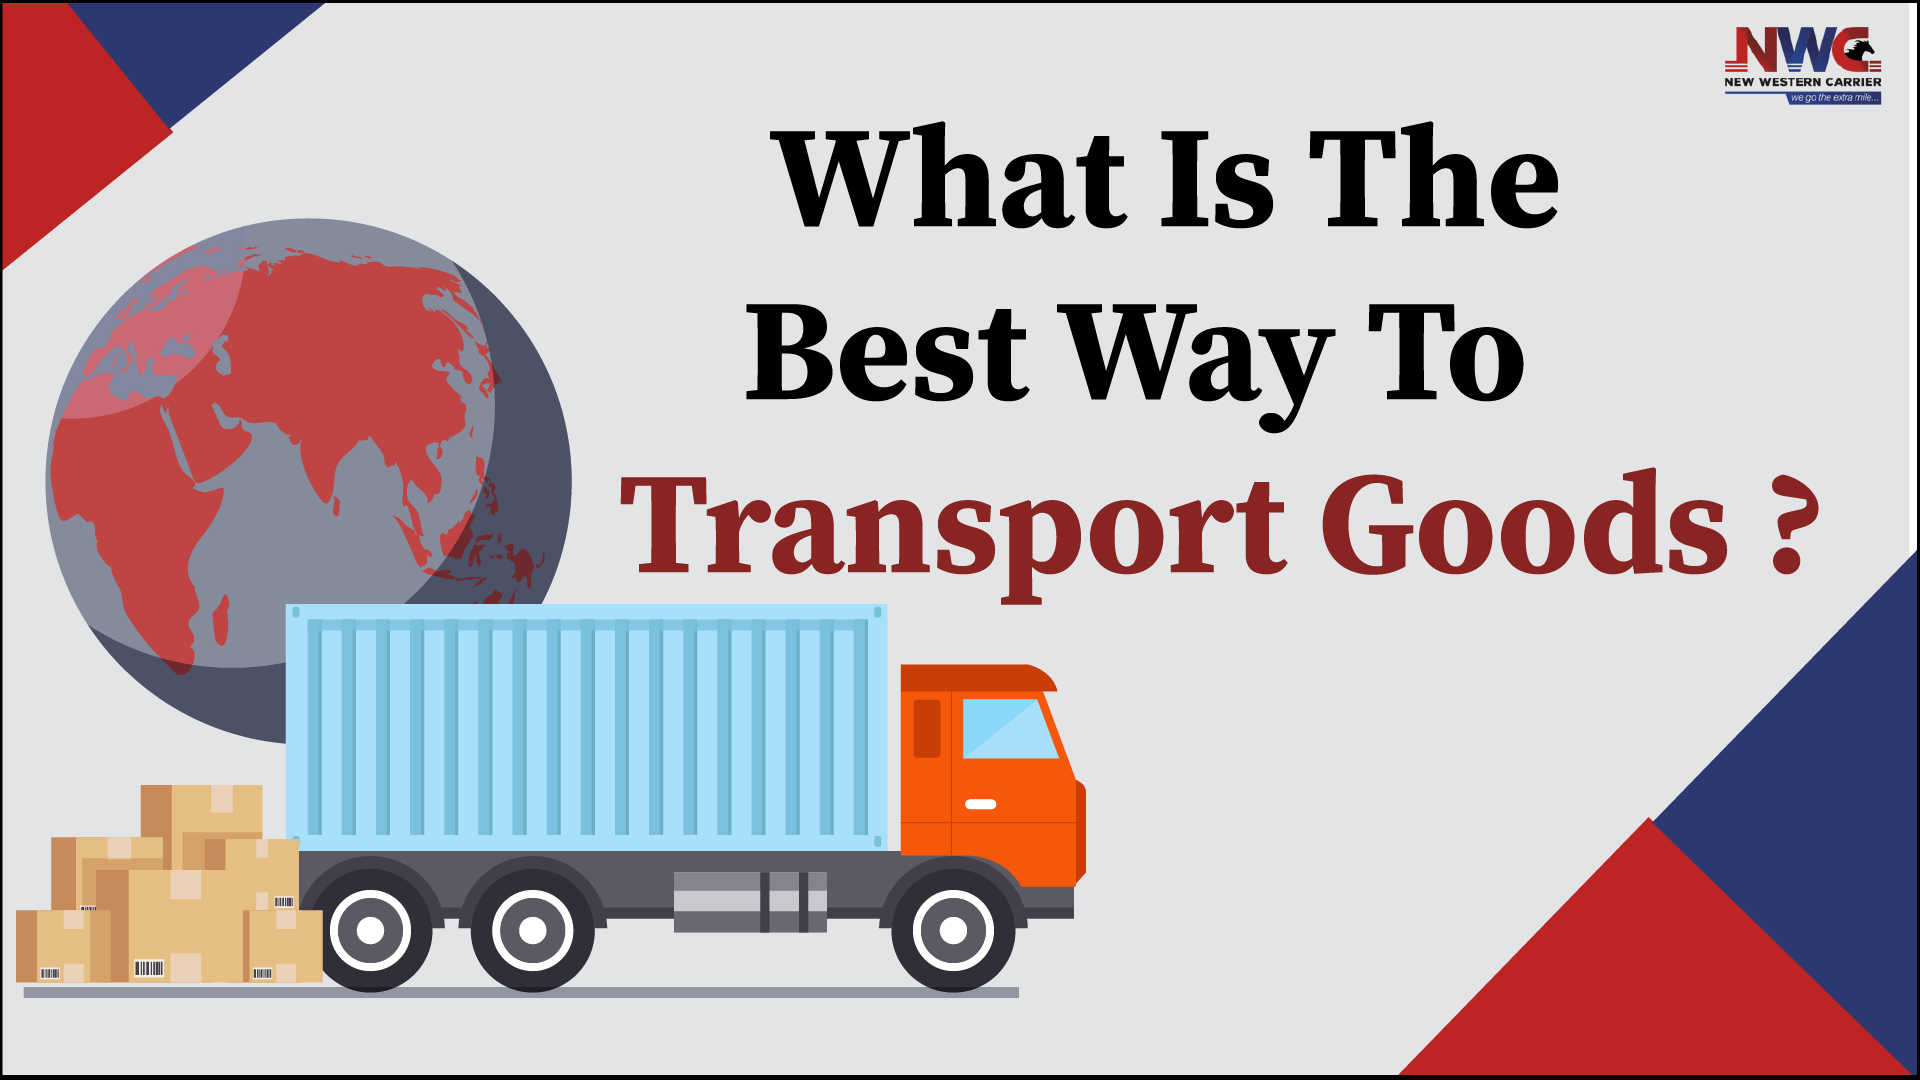 NWC
NEW WESTERN CARRIER
we go the extra mile...
What Is The
Best Way To
Transport Goods ?